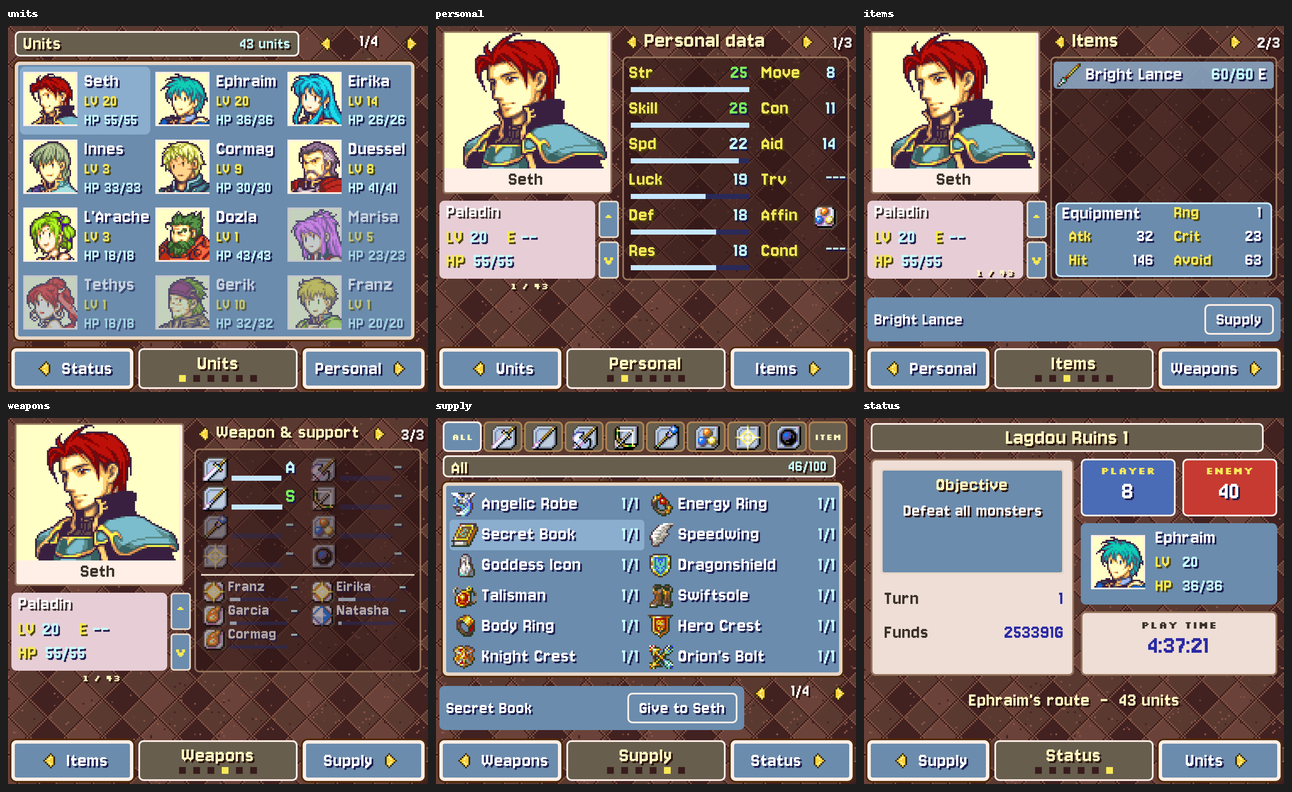 units
Units 43 units 1/4
Seth
LV 20
HP 55/55
Ephraim
LV 20
HP 36/36
Eirika
LV 14
HP 26/26
Innes
LV 3
HP 33/33
Cormag
LV 9
HP 30/30
Duessel
LV 8
HP 41/41
L'Arache
LV 3
HP 18/18
Dozla
LV 1
HP 43/43
Marisa
LV 5
HP 23/23
Tethys
LV 1
HP 18/18
Gerik
LV 10
HP 32/32
Franz
LV 1
HP 20/20
Status
Units
Personal
personal
Seth
Paladin
LV 20 E --
HP 55/55
1 / 43
Personal data 1/3
Str 25 Move 8
Skill 26 Con 11
Spd 22 Aid 14
Luck 19 Trv ---
Def 18 Affin
Res 18 Cond ---
Units
Personal
Items
items
Seth
Paladin
LV 20 E --
HP 55/55
1 / 43
Items 2/3
Bright Lance 60/60 E
Equipment Rng 1
Atk 32 Crit 23
Hit 146 Avoid 63
Bright Lance Supply
Personal
Items
Weapons
weapons
Seth
Paladin
LV 20 E --
HP 55/55
1 / 43
Weapon & support 3/3
A -
S -
- -
- -
Franz - Eirika -
Garcia - Natasha -
Cormag -
Items
Weapons
Supply
supply
ALL ITEM
All 46/100
Angelic Robe 1/1 Energy Ring 1/1
Secret Book 1/1 Speedwing 1/1
Goddess Icon 1/1 Dragonshield 1/1
Talisman 1/1 Swiftsole 1/1
Body Ring 1/1 Hero Crest 1/1
Knight Crest 1/1 Orion's Bolt 1/1
Secret Book Give to Seth 1/4
Weapons
Supply
Status
status
Lagdou Ruins 1
Objective
Defeat all monsters
Turn 1
Funds 2533916
PLAYER
8
ENEMY
40
Ephraim
LV 20
HP 36/36
PLAY TIME
4:37:21
Ephraim's route - 43 units
Supply
Status
Units